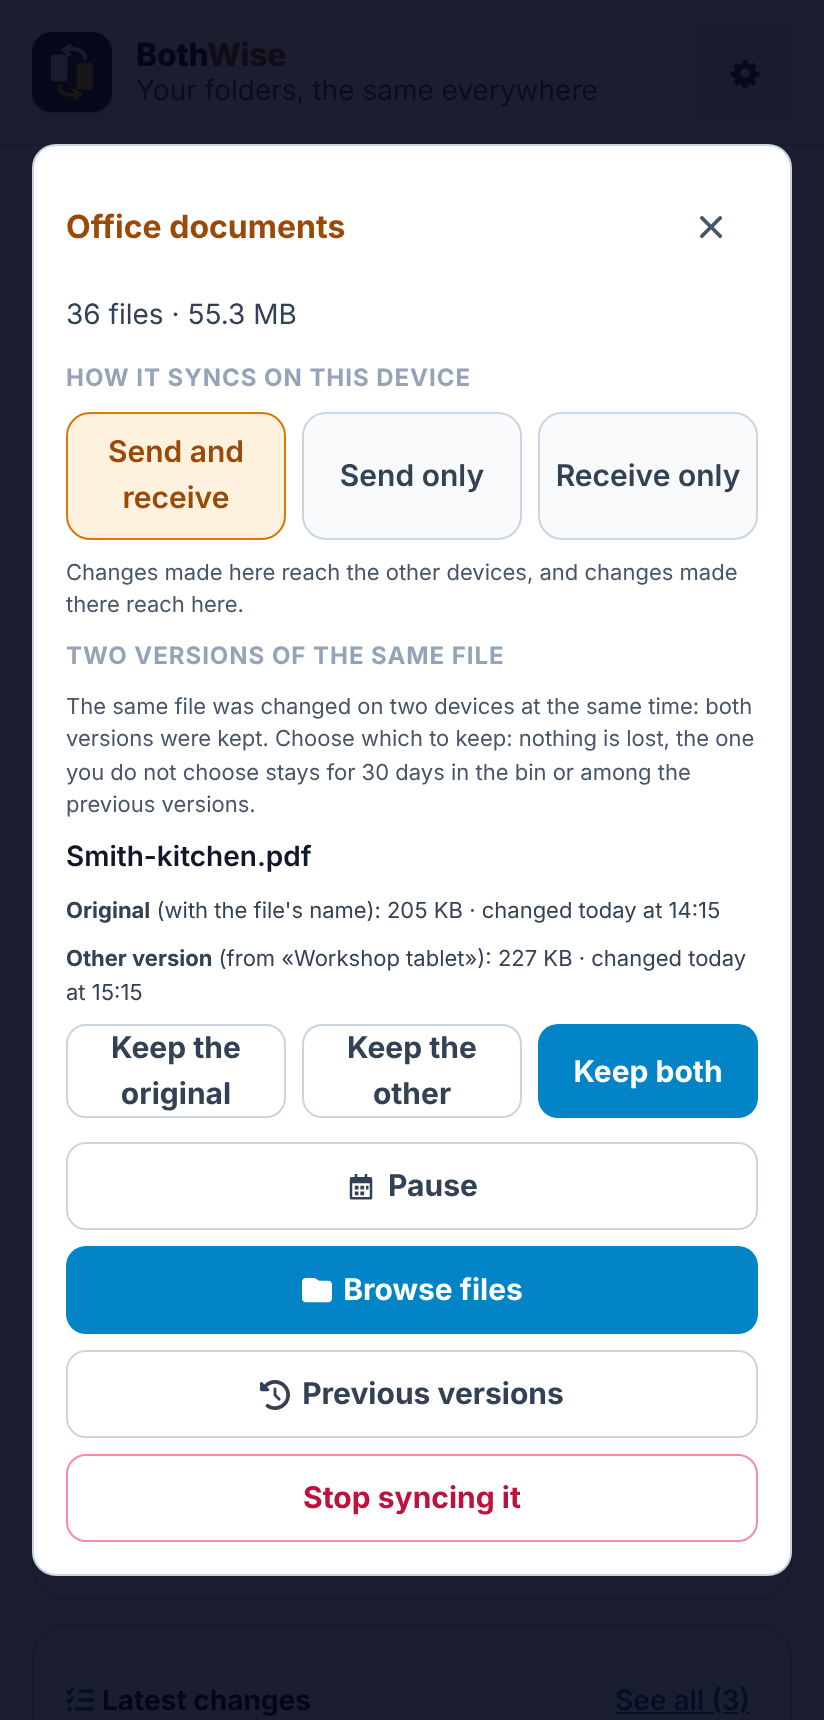 BothWise
Your folders, the same everywhere
Office documents
36 files · 55.3 MB
HOW IT SYNCS ON THIS DEVICE
Send and
receive
Send only
Receive only
Changes made here reach the other devices, and changes made
there reach here.
TWO VERSIONS OF THE SAME FILE
The same file was changed on two devices at the same time: both
versions were kept. Choose which to keep: nothing is lost, the one
you do not choose stays for 30 days in the bin or among the
previous versions.
Smith-kitchen.pdf
Original (with the file's name): 205 KB · changed today at 14:15
Other version (from «Workshop tablet»): 227 KB · changed today
at 15:15
Keep the
original
Keep the
other
Keep both
Pause
Browse files
Previous versions
Stop syncing it
Latest changes
See all (3)